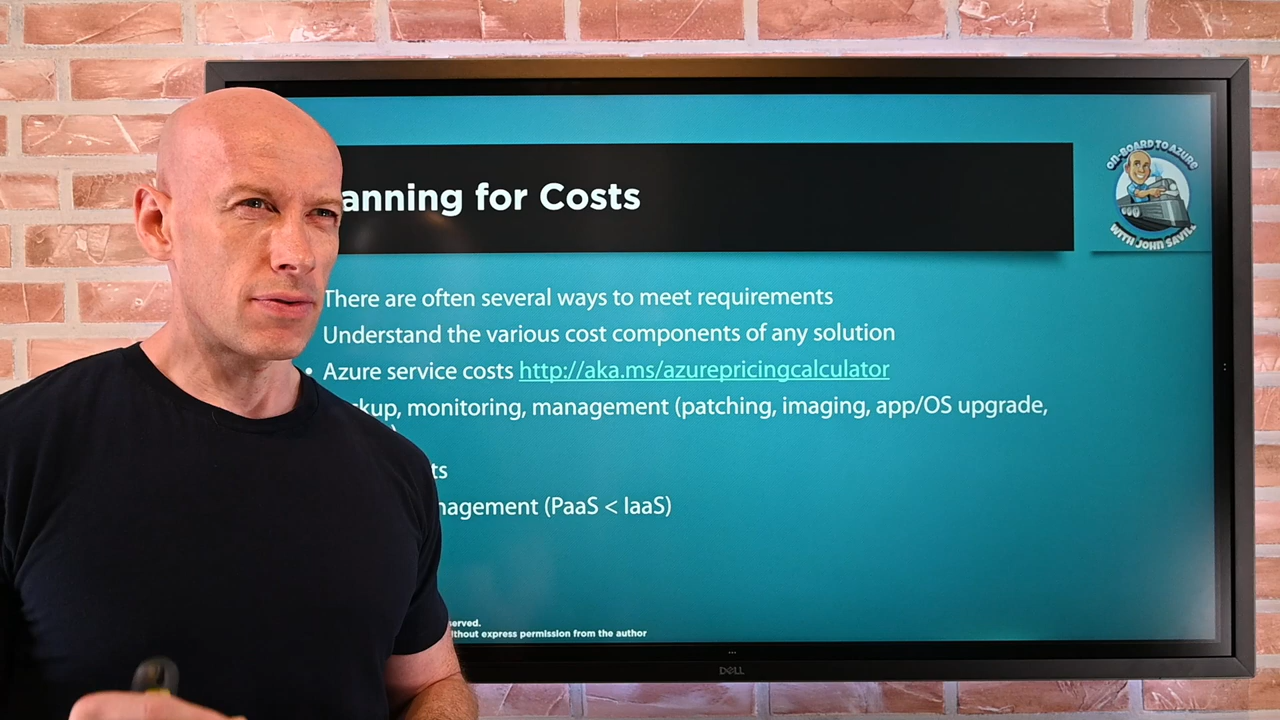 anning for Costs
ON-BOARD TO AZURE
WITH JOHN SAVILL
There are often several ways to meet requirements
Understand the various cost components of any solution
• Azure service costs http://aka.ms/azurepricingcalculator
kup, monitoring, management (patching, imaging, app/OS upgrade,
ts
nagement (PaaS < IaaS)
served.
ithout express permission from the author
DELL